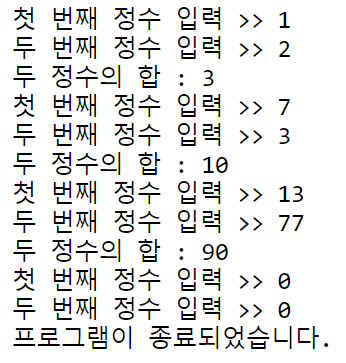 첫 번째 정수 입력 >> 1
두 번째 정수 입력 >> 2
두 정수의 합 : 3
첫 번째 정수 입력 >> 7
두 번째 정수 입력 >> 3
두 정수의 합 : 10
첫 번째 정수 입력 >> 13
두 번째 정수 입력 >> 77
두 정수의 합 : 90
첫 번째 정수 입력 >> 0
두 번째 정수 입력 >> 0
프로그램이 종료되었습니다.